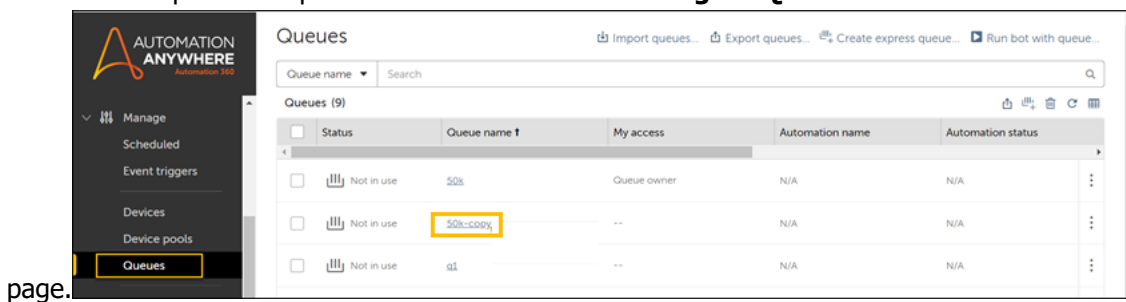 AUTOMATION
ANYWHERE
Automation 360
Manage
Scheduled
Event triggers
Devices
Device pools
Queues
Queues
Import queues... Export queues... Create express queue... Run bot with queue...
Queue name Search
Queues (9)
Status Queue name My access Automation name Automation status
Not in use 50k Queue owner N/A N/A
Not in use 50k-copy -- N/A N/A
Not in use q1 -- N/A N/A
page.